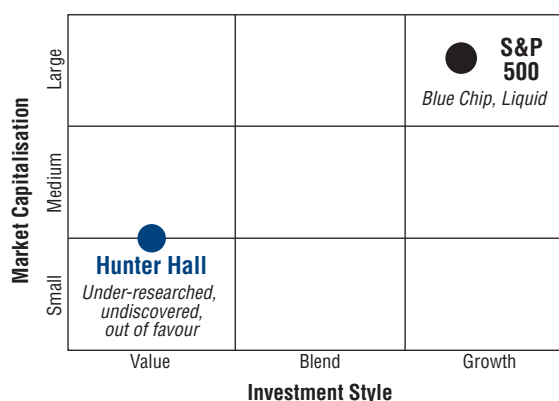 Market Capitalisation
Large
Medium
Small
S&P
500
Blue Chip, Liquid
Hunter Hall
Under-researched,
undiscovered,
out of favour
Value
Blend
Growth
Investment Style